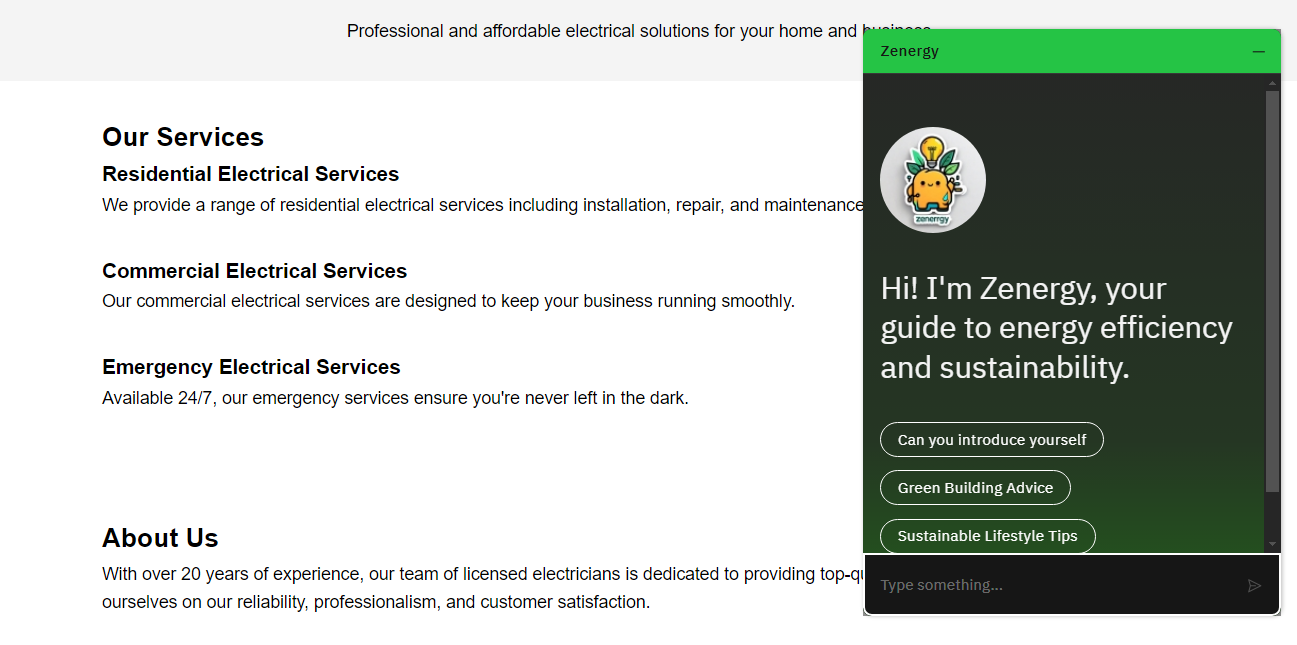 Professional and affordable electrical solutions for your home and business.
Our Services
Residential Electrical Services
We provide a range of residential electrical services including installation, repair, and maintenance
Commercial Electrical Services
Our commercial electrical services are designed to keep your business running smoothly.
Emergency Electrical Services
Available 24/7, our emergency services ensure you're never left in the dark.
About Us
With over 20 years of experience, our team of licensed electricians is dedicated to providing
ourselves on our reliability, professionalism, and customer satisfaction.
Zenergy
zenerrgy
Hi! I'm Zenergy, your
guide to energy efficiency
and sustainability.
Can you introduce yourself
Green Building Advice
Sustainable Lifestyle Tips
Type something...